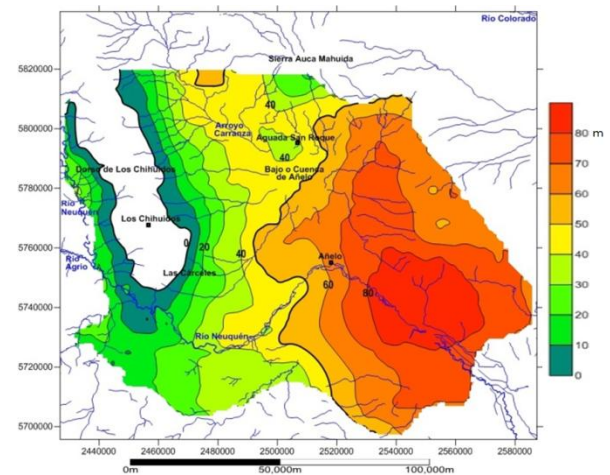 Río Colorado
Sierra Auca Mahuida
5820000
40
80 m
Arroyo
Carranza
Aguada San Roque
5800000
70
40
Bajo o Cuenca
de Añelo
Dorso de Los Chihuidos
60
5780000
Río
Neuquén
50
Los Chihuidos
0
20
40
40
5760000
Río
Agrio
Añelo
Las Cárceles
60
80
30
5740000
20
Río Neuquén
10
5720000
0
5700000
2440000
2460000
2480000
2500000
2520000
2540000
2560000
2580000
0m
50,000m
100,000m